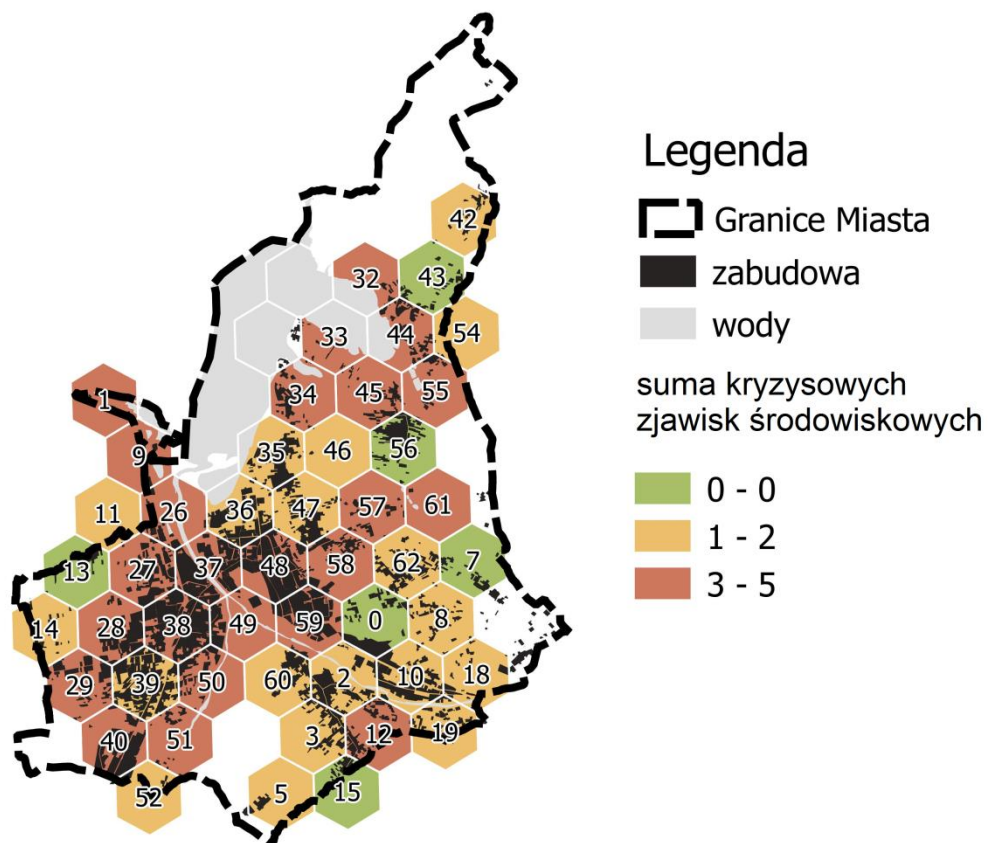 Legenda
Granice Miasta
zabudowa
wody
suma kryzysowych
zjawisk środowiskowych
0 - 0
1 - 2
3 - 5
42
32 43
33 44 54
1 34 45 55
9 35 46 56
11 26 36 47 57 61
13 27 37 48 58 62 7
14 28 38 49 59 0 8
29 39 50 60 2 10 18
40 51 3 12 19
52 5 15